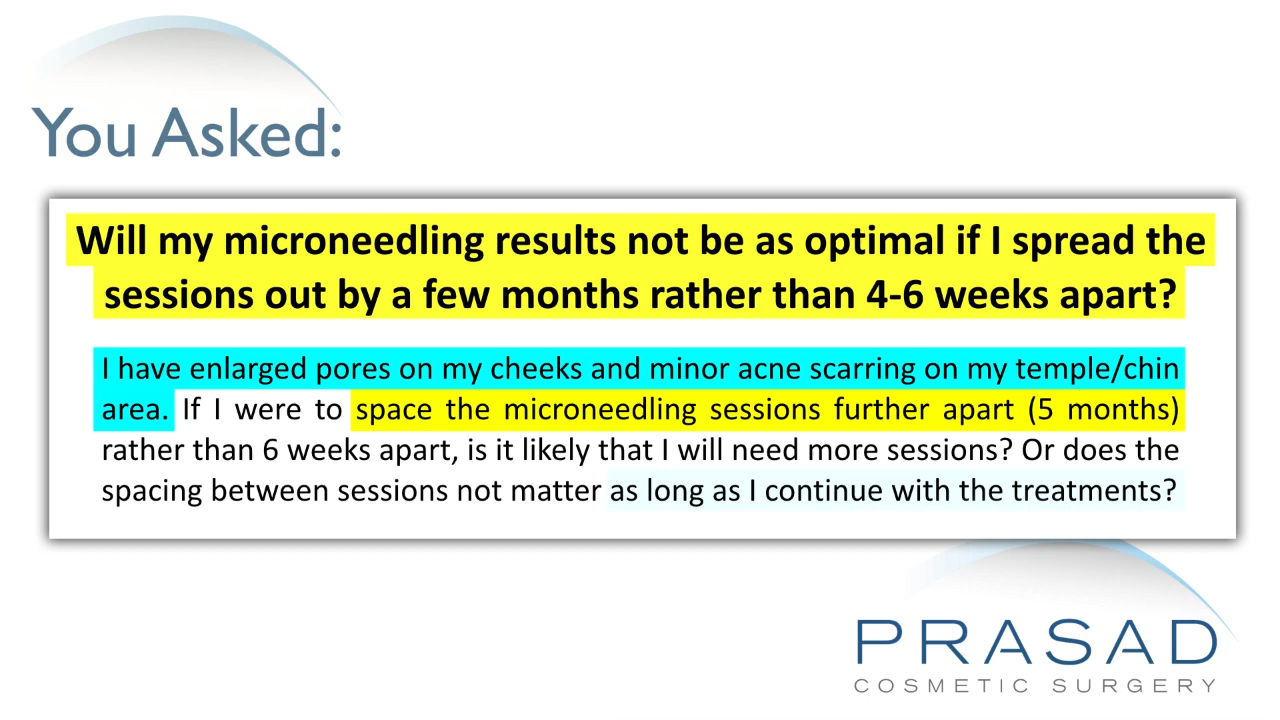 You Asked:
Will my microneedling results not be as optimal if I spread the
sessions out by a few months rather than 4-6 weeks apart?
I have enlarged pores on my cheeks and minor acne scarring on my temple/chin
area. If I were to space the microneedling sessions further apart (5 months)
rather than 6 weeks apart, is it likely that I will need more sessions? Or does the
spacing between sessions not matter as long as I continue with the treatments?
PRASAD
COSMETIC SURGERY